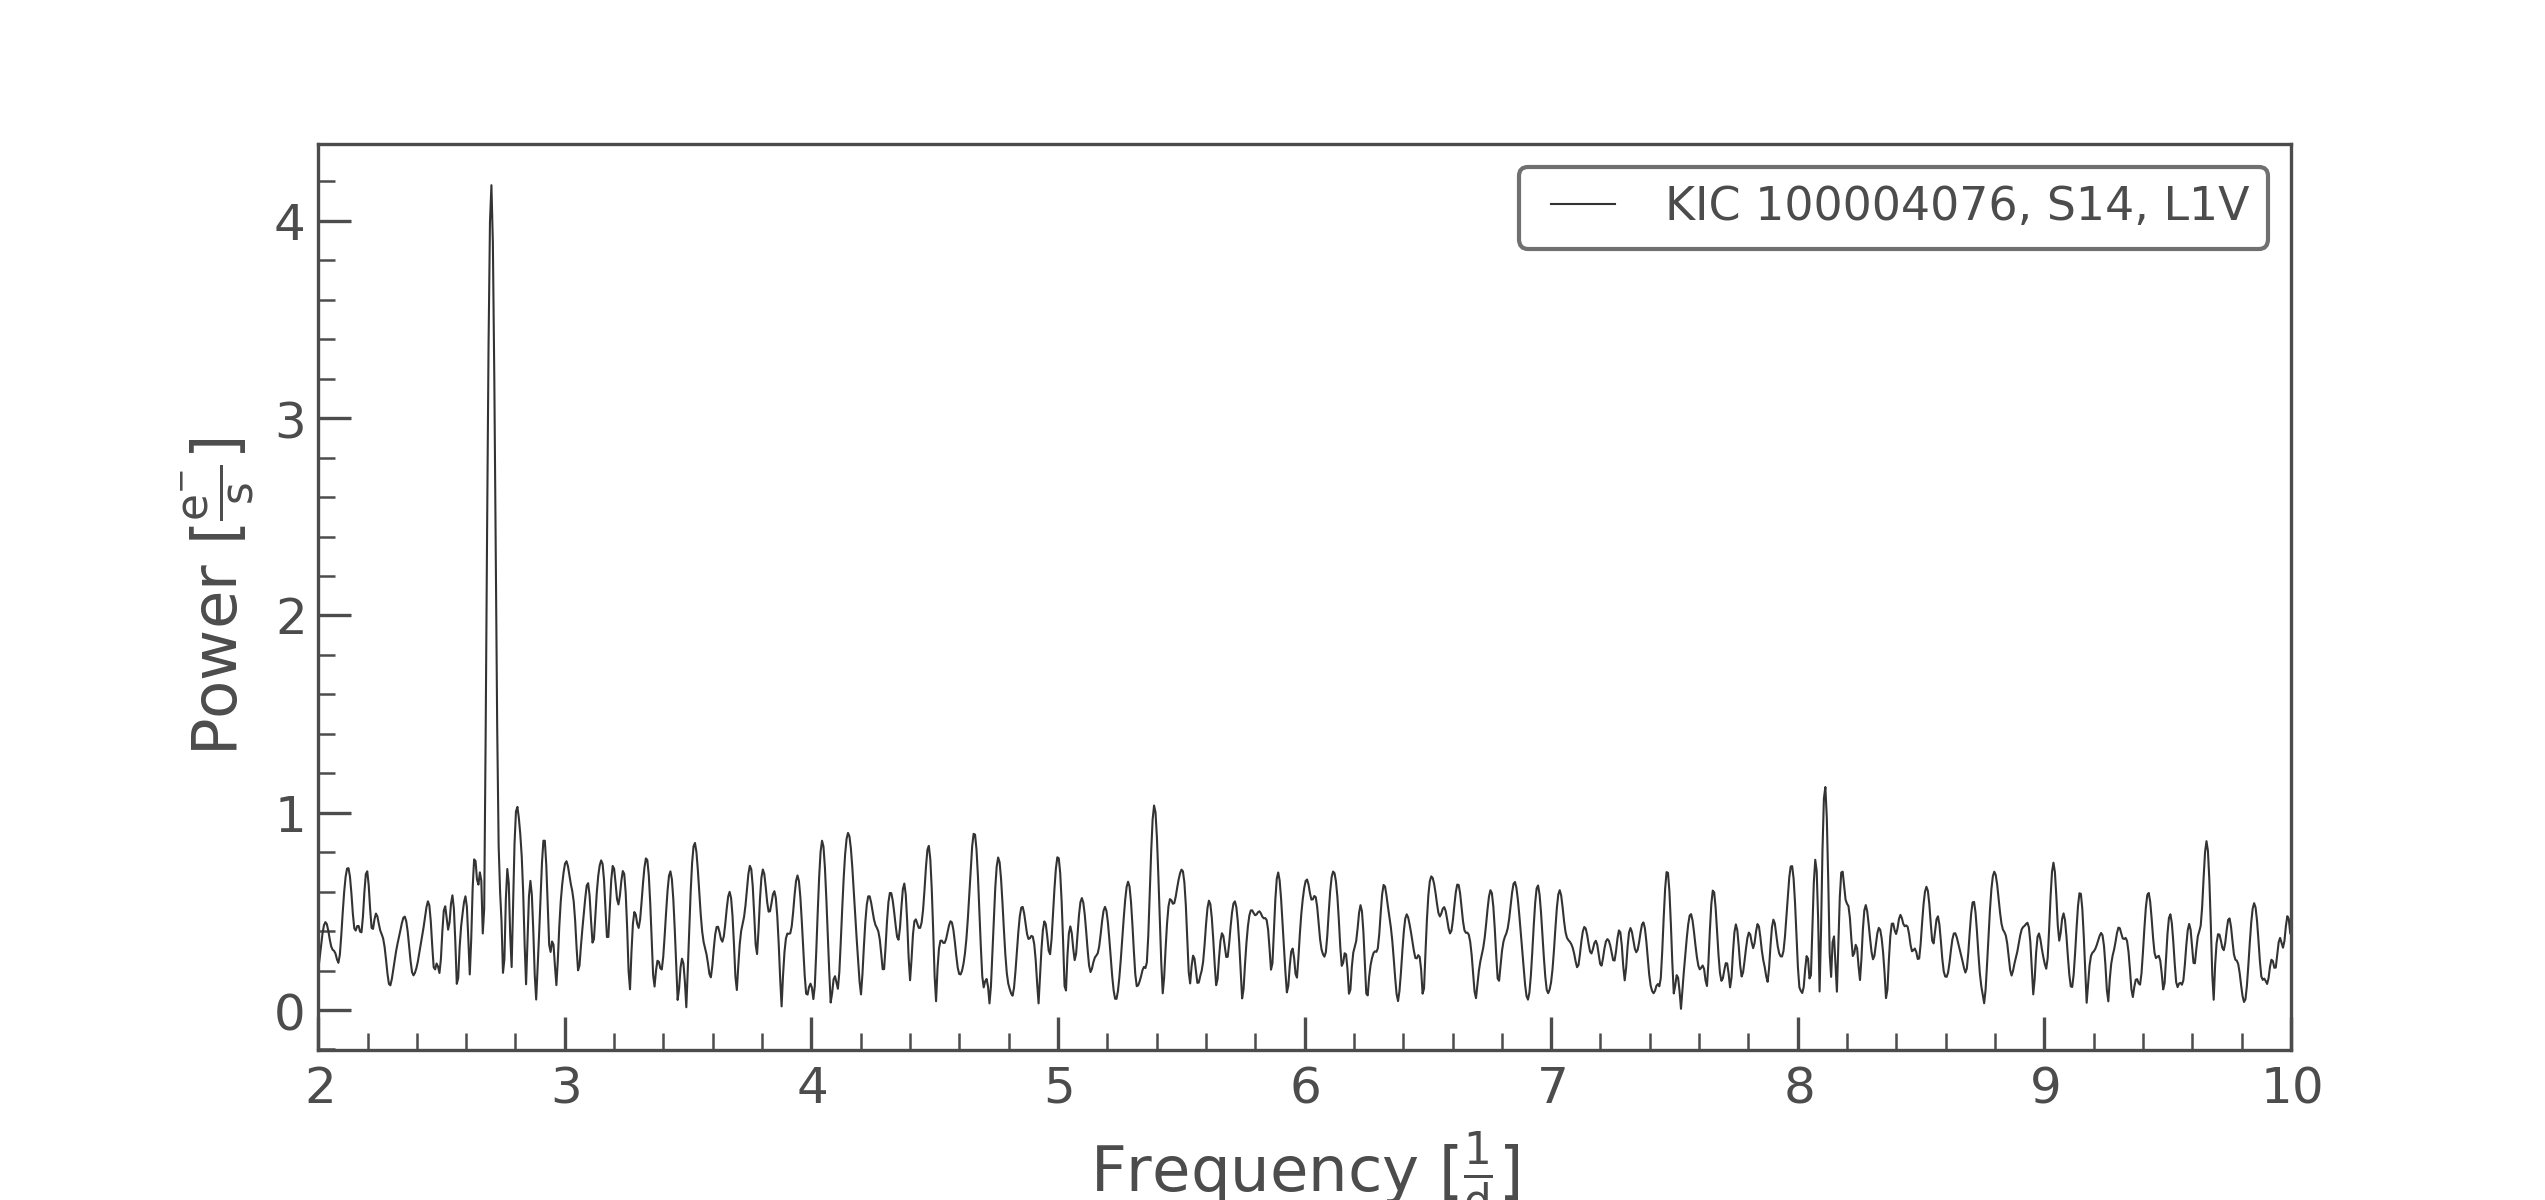 KIC 100004076, S14, L1V
4
3
2
1
0
Power [e⁻/s]
2 3 4 5 6 7 8 9 10
Frequency [1/d]